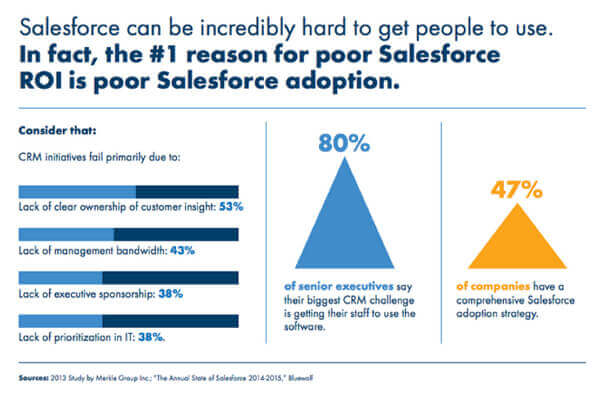 Salesforce can be incredibly hard to get people to use.
In fact, the #1 reason for poor Salesforce
ROI is poor Salesforce adoption.
Consider that:
CRM initiatives fail primarily due to:
Lack of clear ownership of customer insight: 53%
Lack of management bandwidth: 43%
Lack of executive sponsorship: 38%
Lack of prioritization in IT: 38%.
80%
of senior executives say
their biggest CRM challenge
is getting their staff to use the
software.
47%
of companies have a
comprehensive Salesforce
adoption strategy.
Sources: 2013 Study by Merkle Group Inc.; "The Annual State of Salesforce 2014-2015," Bluewolf